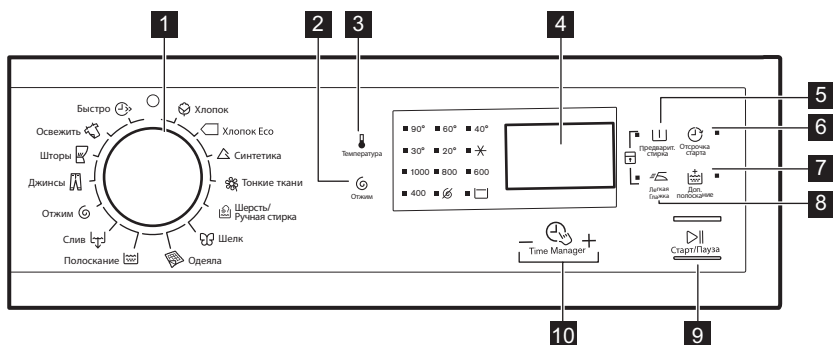 1
2
3
4
5
6
7
8
9
10
Быстро
Освежить
Шторы
Джинсы
Отжим
Слив
Полоскание
Хлопок
Хлопок Eco
Синтетика
Тонкие ткани
Шерсть/
Ручная стирка
Шелк
Одеяла
Температура
Отжим
90° 60° 40°
30° 20°
1000 800 600
400
Time Manager
Предварит.
стирка
Отсрочка
старта
Легкая
Глажка
Доп.
полоскание
Старт/Пауза